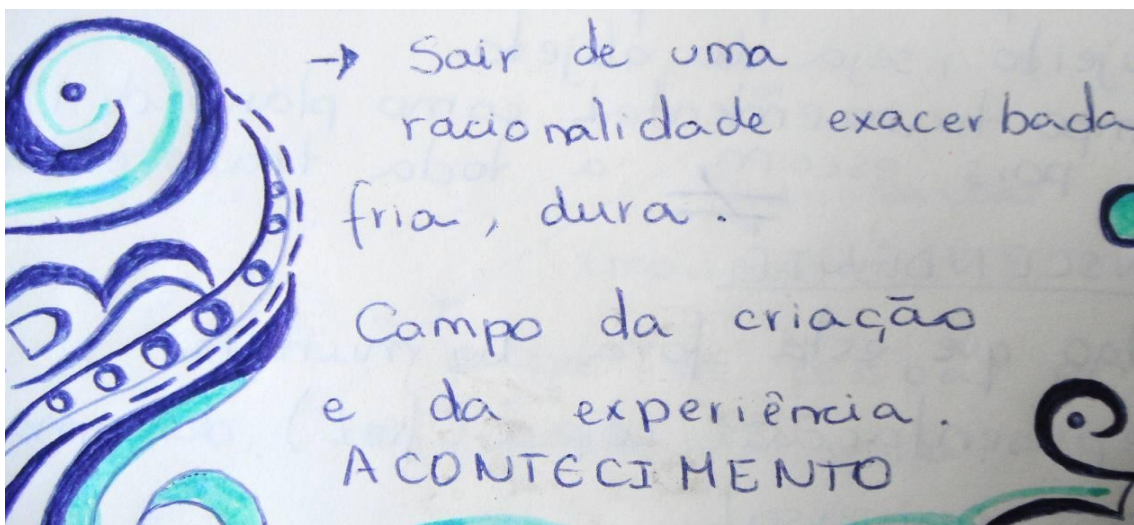 → Sair de uma
racionalidade exacerbada
fria, dura.
Campo da criação
e da experiência.
ACONTECIMENTO